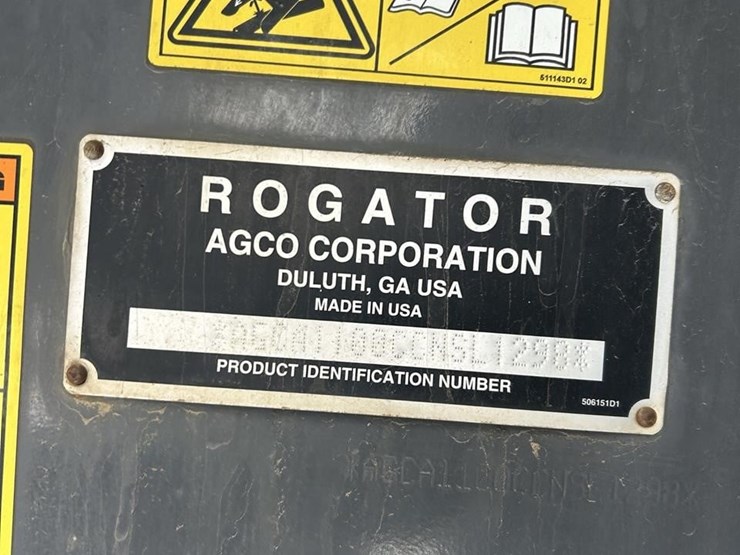 511143D1 02
ROGATOR
AGCO CORPORATION
DULUTH, GA USA
MADE IN USA
PRODUCT IDENTIFICATION NUMBER
506151D1